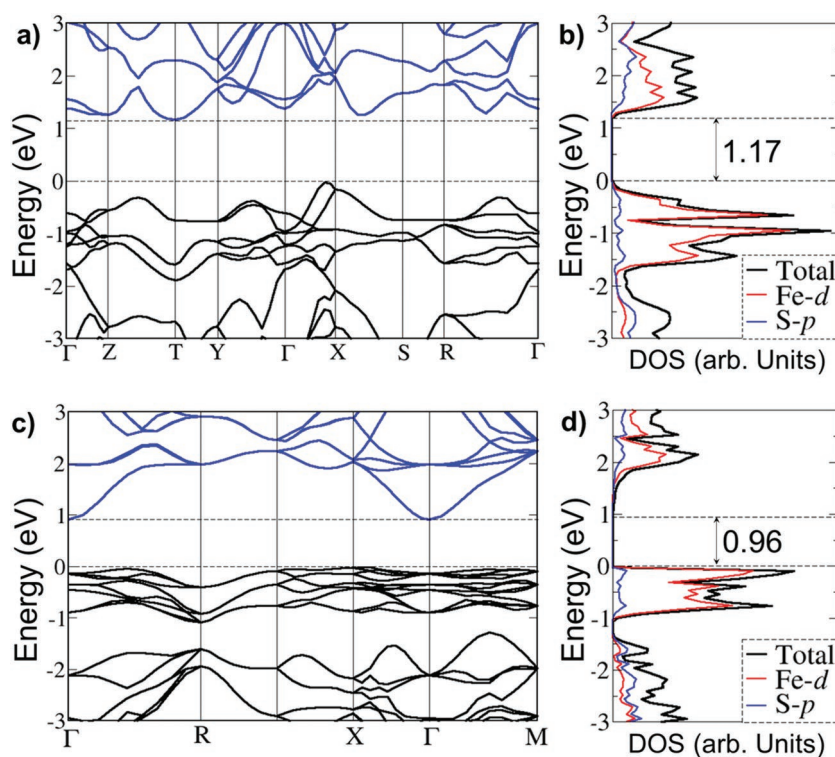 a)
3
2
1
0
-1
-2
-3
Energy (eV)
Γ Z T Y Γ X S R Γ
b)
3
2
1
0
-1
-2
-3
Energy (eV)
1.17
Total
Fe-d
S-p
DOS (arb. Units)
c)
3
2
1
0
-1
-2
-3
Energy (eV)
Γ R X Γ M
d)
3
2
1
0
-1
-2
-3
Energy (eV)
0.96
Total
Fe-d
S-p
DOS (arb. Units)